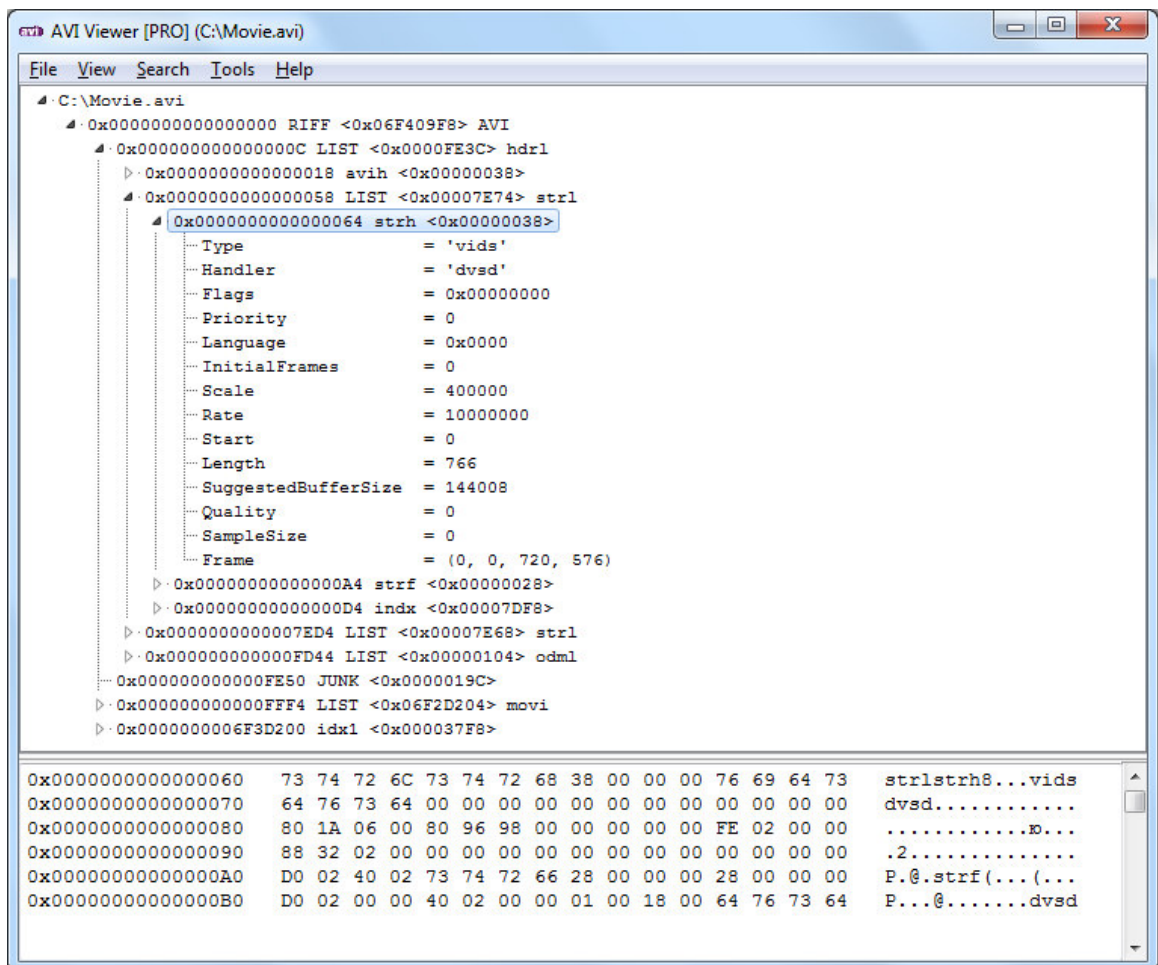 AVI Viewer [PRO] (C:\Movie.avi)
File View Search Tools Help
C:\Movie.avi
0x0000000000000000 RIFF <0x06F409F8> AVI
0x000000000000000C LIST <0x0000FE3C> hdrl
0x0000000000000018 avih <0x00000038>
0x0000000000000058 LIST <0x00007E74> strl
0x0000000000000064 strh <0x00000038>
Type = 'vids'
Handler = 'dvsd'
Flags = 0x00000000
Priority = 0
Language = 0x0000
InitialFrames = 0
Scale = 400000
Rate = 10000000
Start = 0
Length = 766
SuggestedBufferSize = 144008
Quality = 0
SampleSize = 0
Frame = (0, 0, 720, 576)
0x00000000000000A4 strf <0x00000028>
0x00000000000000D4 indx <0x00007DF8>
0x0000000000007ED4 LIST <0x00007E68> strl
0x000000000000FD44 LIST <0x00000104> odml
0x000000000000FE50 JUNK <0x0000019C>
0x000000000000FFF4 LIST <0x06F2D204> movi
0x0000000006F3D200 idx1 <0x000037F8>
0x0000000000000060 73 74 72 6C 73 74 72 68 38 00 00 00 76 69 64 73 strlstrh8...vids
0x0000000000000070 64 76 73 64 00 00 00 00 00 00 00 00 00 00 00 00 dvsd............
0x0000000000000080 80 1A 06 00 80 96 98 00 00 00 00 00 FE 02 00 00 ............ю...
0x0000000000000090 88 32 02 00 00 00 00 00 00 00 00 00 00 00 00 00 .2..............
0x00000000000000A0 D0 02 40 02 73 74 72 66 28 00 00 00 28 00 00 00 P.@.strf(...(...
0x00000000000000B0 D0 02 00 00 40 02 00 00 01 00 18 00 64 76 73 64 P...@.......dvsd